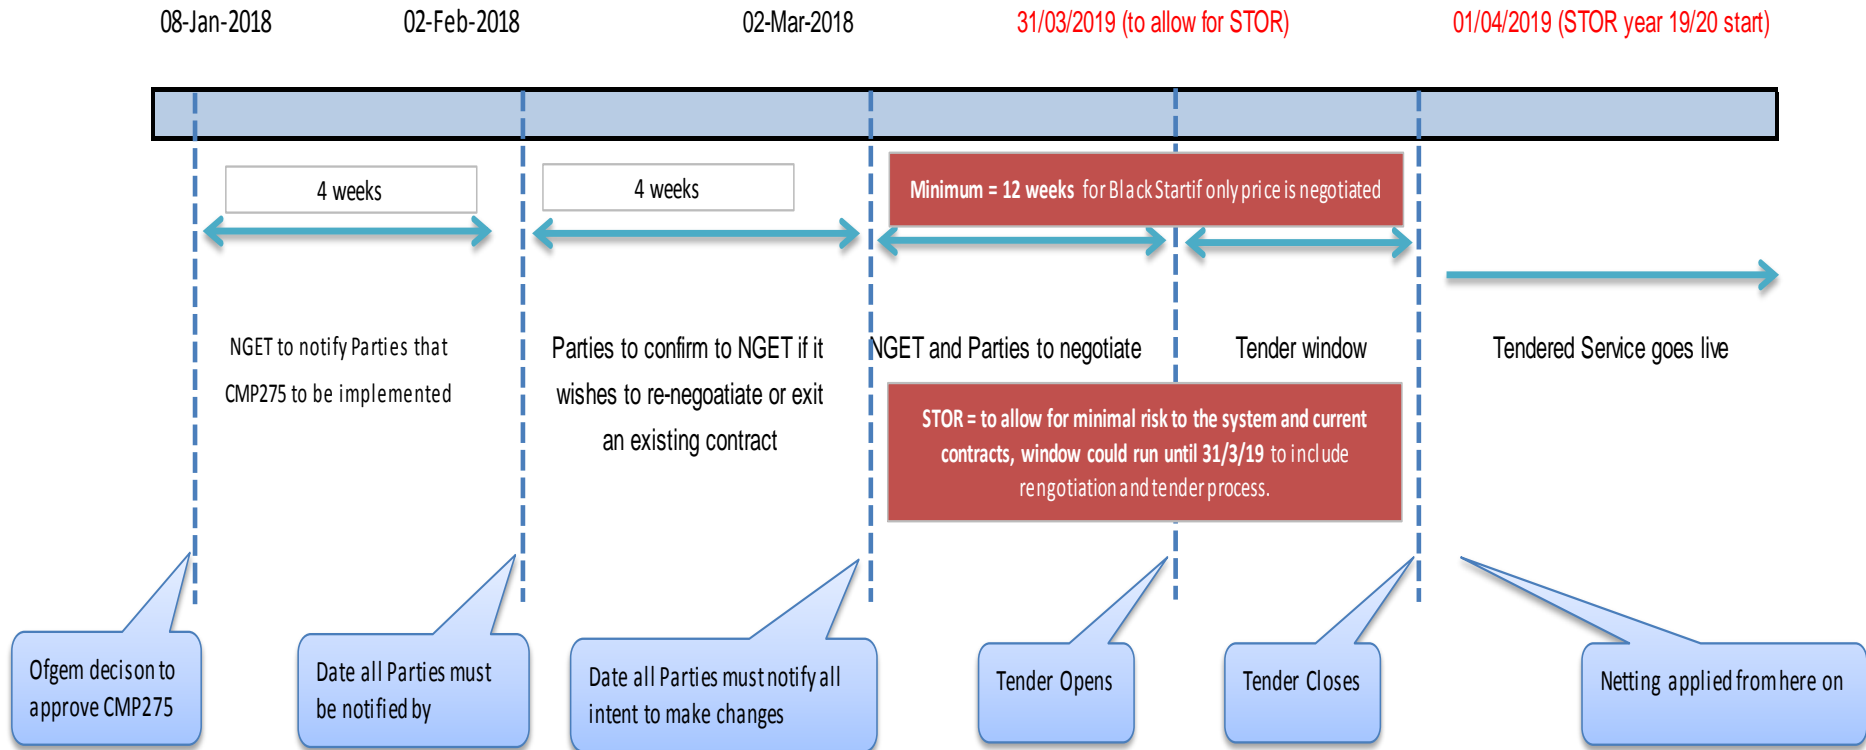 08-Jan-2018
02-Feb-2018
02-Mar-2018
31/03/2019 (to allow for STOR)
01/04/2019 (STOR year 19/20 start)
4 weeks
4 weeks
Minimum = 12 weeks for Black Startif only price is negotiated
NGET to notify Parties that
CMP275 to be implemented
Parties to confirm to NGET if it
wishes to re-negoatiate or exit
an existing contract
NGET and Parties to negotiate
Tender window
Tendered Service goes live
STOR = to allow for minimal risk to the system and current
contracts, window could run until 31/3/19 to include
rengotiation and tender process.
Ofgem decison to
approve CMP275
Date all Parties must
be notified by
Date all Parties must notify all
intent to make changes
Tender Opens
Tender Closes
Netting applied from here on